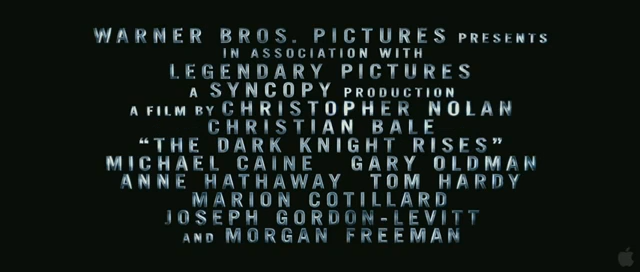 WARNER BROS. PICTURES PRESENTS
IN ASSOCIATION WITH
LEGENDARY PICTURES
A SYNCOPY PRODUCTION
A FILM BY CHRISTOPHER NOLAN
CHRISTIAN BALE
“THE DARK KNIGHT RISES”
MICHAEL CAINE GARY OLDMAN
ANNE HATHAWAY TOM HARDY
MARION COTILLARD
JOSEPH GORDON-LEVITT
AND MORGAN FREEMAN